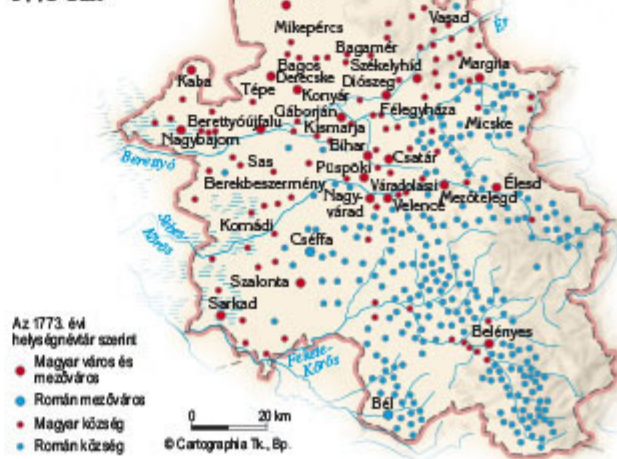 Mikepércs
Vasad
Ér
Bagamér
Bagos
Székelyhíd
Margita
Kaba
Derecske
Diószeg
Tépe
Konyár
Gáborján
Félegyháza
Berettyóújfalu
Kismarja
Micske
Nagybajom
Bihar
Berettyó
Sas
Csatár
Püspöki
Berekbeszermény
Váradolaszi
Élesd
Nagy-
várad
Velence
Mezőtelegd
Komádi
Sebes-
Körös
Cséffa
Szalonta
Sarkad
Belényes
Fekete-
Körös
Bél
Az 1773. évi
helységnévtár szerint
Magyar város és
mezőváros
Román mezőváros
Magyar község
Román község
0 20 km
© Cartographia Tk., Bp.